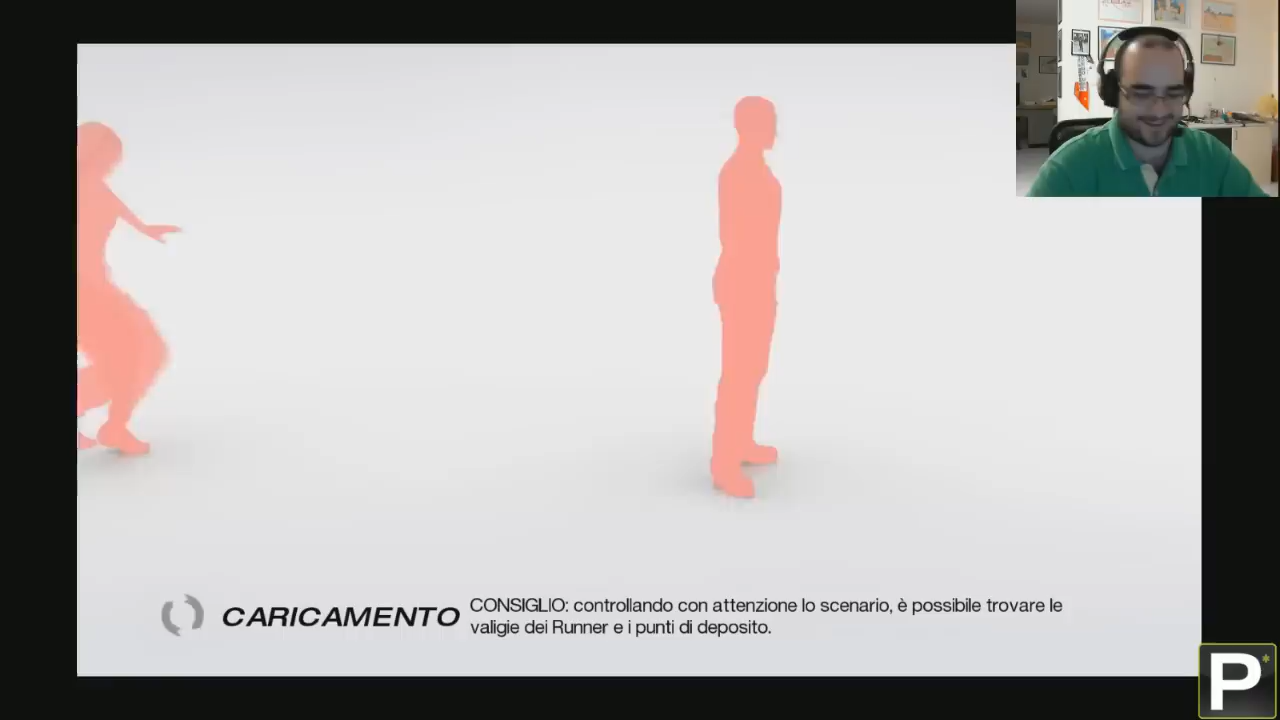 CARICAMENTO
CONSIGLIO: controllando con attenzione lo scenario, è possibile trovare le
valigie dei Runner e i punti di deposito.
P*